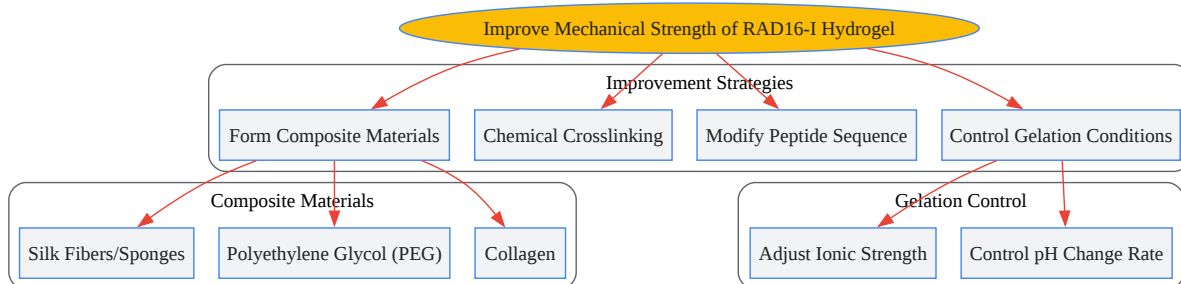 Improve Mechanical Strength of RAD16-I Hydrogel
Improvement Strategies
Form Composite Materials
Chemical Crosslinking
Modify Peptide Sequence
Control Gelation Conditions
Composite Materials
Gelation Control
Silk Fibers/Sponges
Polyethylene Glycol (PEG)
Collagen
Adjust Ionic Strength
Control pH Change Rate